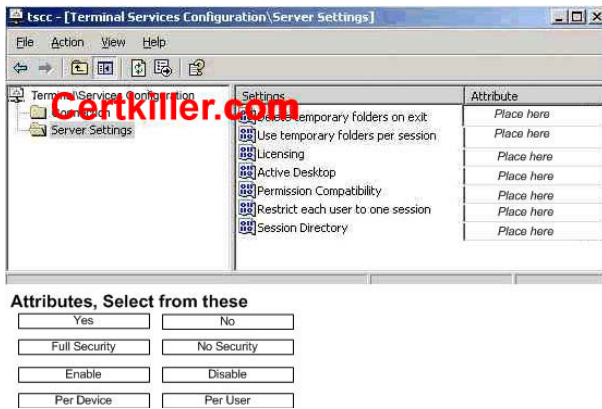 tscc - [Terminal Services Configuration\Server Settings]
File Action View Help
Terminal Services Configuration
Connection
Server Settings
Certkiller.com
Settings Attribute
Delete temporary folders on exit Place here
Use temporary folders per session Place here
Licensing Place here
Active Desktop Place here
Permission Compatibility Place here
Restrict each user to one session Place here
Session Directory Place here
Attributes, Select from these
Yes No
Full Security No Security
Enable Disable
Per Device Per User